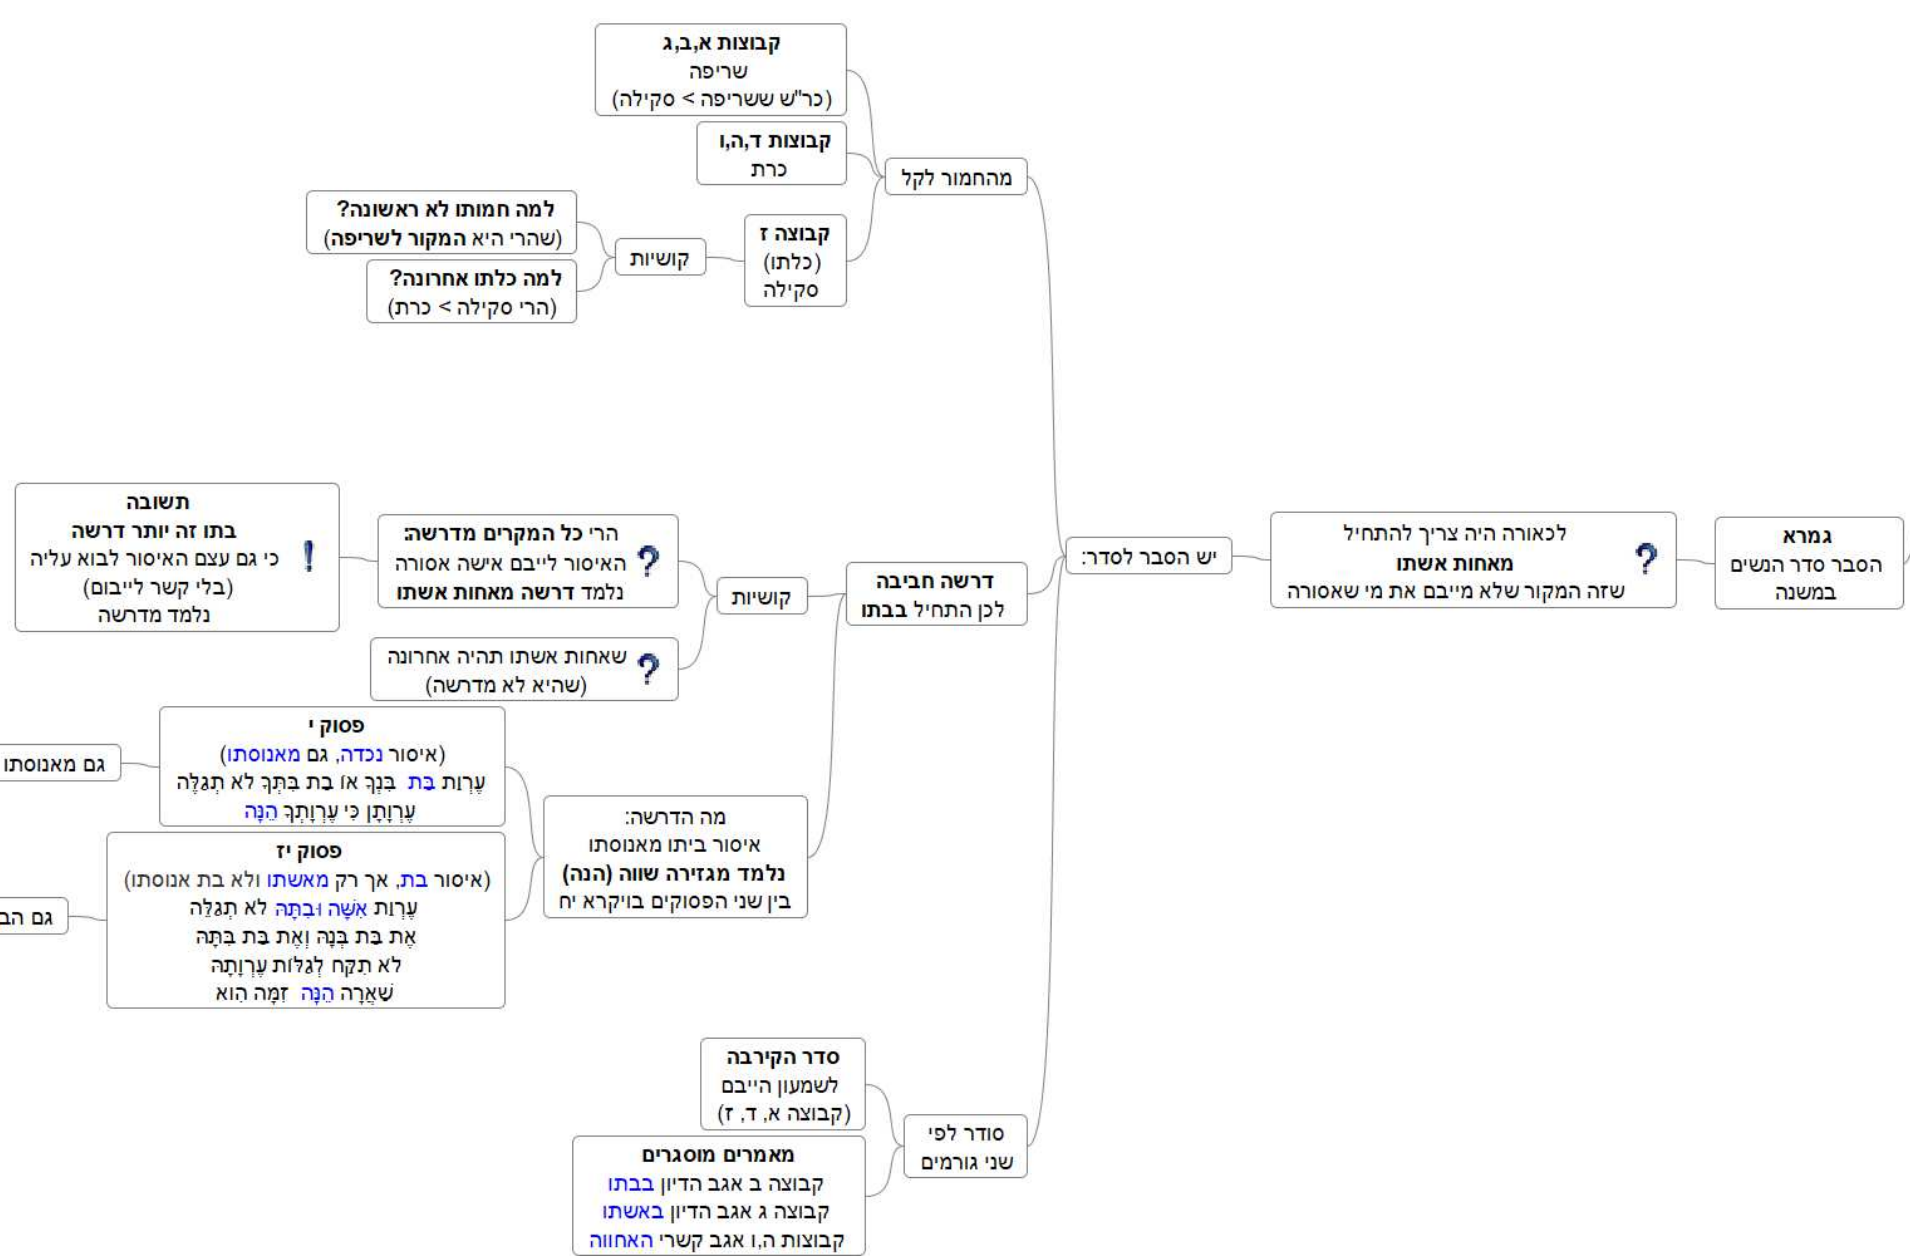 גמרא
הסבר סדר הנשים
במשנה
לכאורה היה צריך להתחיל
מאחות אשתו
שזה המקור שלא מייבם את מי שאסורה
יש הסבר לסדר:
מהחמור לקל
קבוצות א,ב,ג
שריפה
(כר"ש ששריפה > סקילה)
קבוצות ד,ה,ו
כרת
קבוצה ז
(כלתו)
סקילה
קושיות
למה חמותו לא ראשונה?
(שהרי היא המקור לשריפה)
למה כלתו אחרונה?
(הרי סקילה > כרת)
דרשה חביבה
לכן התחיל בבתו
קושיות
הרי כל המקרים מדרשה:
האיסור לייבם אישה אסורה
נלמד דרשה מאחות אשתו
תשובה
בתו זה יותר דרשה
כי גם עצם האיסור לבוא עליה
(בלי קשר לייבום)
נלמד מדרשה
שאחות אשתו תהיה אחרונה
(שהיא לא מדרשה)
מה הדרשה:
איסור ביתו מאנוסתו
נלמד מגזירה שווה (הנה)
בין שני הפסוקים בויקרא יח
פסוק י
(איסור נכדה, גם מאנוסתו)
עֶרְוַת בַּת בִּנְךָ אוֹ בַת בִּתְּךָ לֹא תְגַלֶּה
עֶרְוָתָן כִּי עֶרְוָתְךָ הֵנָּה
גם מאנוסתו
פסוק יז
(איסור בת, אך רק מאשתו ולא בת אנוסתו)
עֶרְוַת אִשָּׁה וּבִתָּהּ לֹא תְגַלֵּה
אֶת בַּת בְּנָהּ וְאֶת בַּת בִּתָּהּ
לֹא תִקַּח לְגַלּוֹת עֶרְוָתָהּ
שַׁאֲרָה הֵנָּה זִמָּה הִוא
גם הב
סודר לפי
שני גורמים
סדר הקירבה
לשמעון הייבם
(קבוצה א, ד, ז)
מאמרים מוסגרים
קבוצה ב אגב הדיון בבתו
קבוצה ג אגב הדיון באשתו
קבוצות ה,ו אגב קשרי האחווה